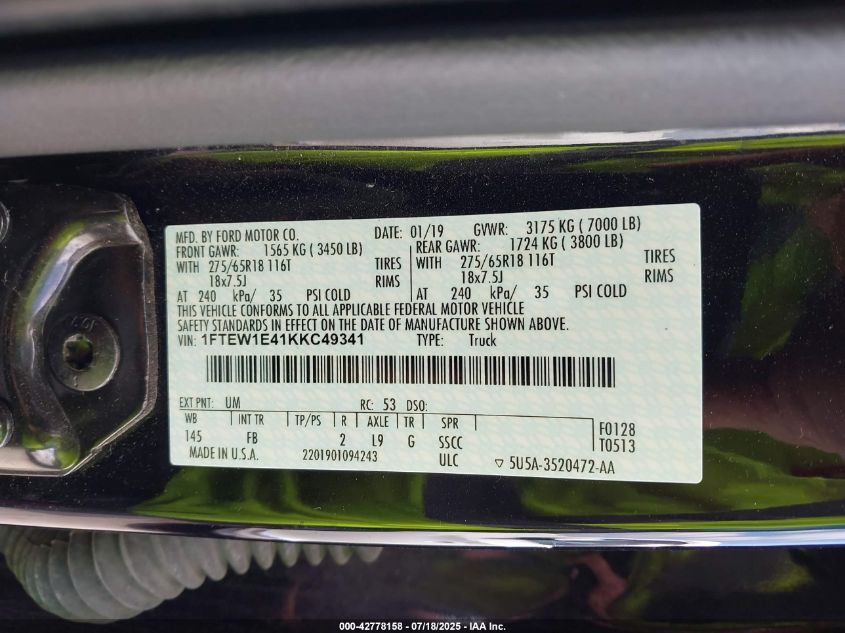 MFD. BY FORD MOTOR CO. DATE: 01/19 GVWR: 3175 KG ( 7000 LB)
FRONT GAWR: 1565 KG ( 3450 LB) REAR GAWR: 1724 KG ( 3800 LB)
WITH 275/65R18 116T TIRES WITH 275/65R18 116T TIRES
18x7.5J RIMS 18x7.5J RIMS
AT 240 kPa/ 35 PSI COLD AT 240 kPa/ 35 PSI COLD
THIS VEHICLE CONFORMS TO ALL APPLICABLE FEDERAL MOTOR VEHICLE
SAFETY STANDARDS IN EFFECT ON THE DATE OF MANUFACTURE SHOWN ABOVE.
VIN: 1FTEW1E41KKC49341 TYPE: Truck
EXT PNT: UM RC: 53 DSO:
WB INT TR TP/PS R AXLE TR SPR F0128
145 FB 2 L9 G SSCC T0513
MADE IN U.S.A. 2201901094243 ULC ▽ 5U5A-3520472-AA
000-42778158 - 07/18/2025 - IAA Inc.